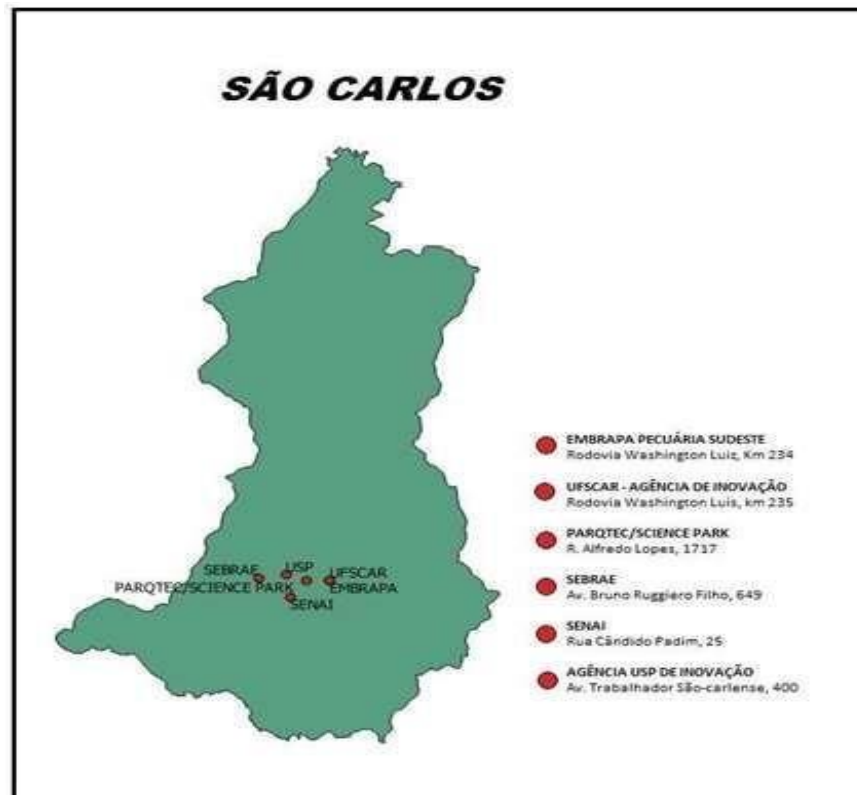 SÃO CARLOS
EMBRAPA PECUÁRIA SUDESTE
Rodovia Washington Luiz, Km 234
UFSCAR - AGÊNCIA DE INOVAÇÃO
Rodovia Washington Luís, km 235
PARQTEC/SCIENCE PARK
R. Alfredo Lopes, 1717
SEBRAE
Av. Bruno Ruggiero Filho, 649
SENAI
Rua Cândido Padim, 25
AGÊNCIA USP DE INOVAÇÃO
Av. Trabalhador São-carlense, 400
SEBRAE
USP
UFSCAR
PARQTEC/SCIENCE PARK
EMBRAPA
SENAI